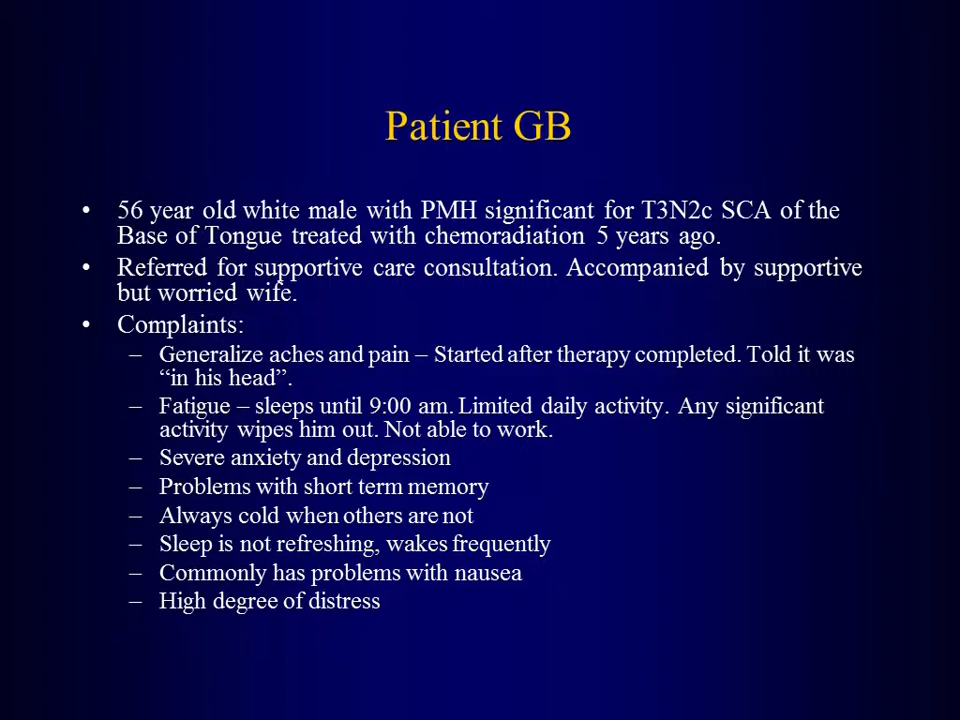 Patient GB
• 56 year old white male with PMH significant for T3N2c SCA of the
Base of Tongue treated with chemoradiation 5 years ago.
• Referred for supportive care consultation. Accompanied by supportive
but worried wife.
• Complaints:
– Generalize aches and pain – Started after therapy completed. Told it was
“in his head”.
– Fatigue – sleeps until 9:00 am. Limited daily activity. Any significant
activity wipes him out. Not able to work.
– Severe anxiety and depression
– Problems with short term memory
– Always cold when others are not
– Sleep is not refreshing, wakes frequently
– Commonly has problems with nausea
– High degree of distress